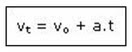 vₜ = vₒ + a.t